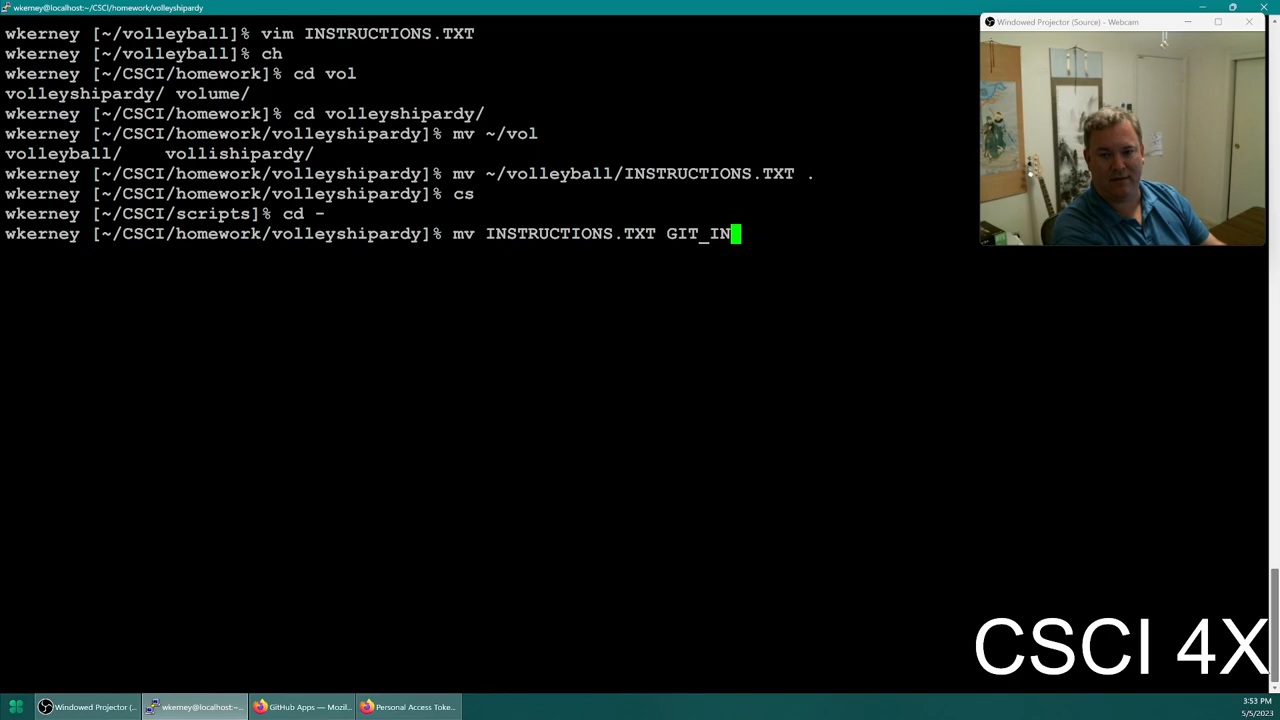 wkerney@localhost:~/CSCI/homework/volleyshipardy
wkerney [~/volleyball]% vim INSTRUCTIONS.TXT
wkerney [~/volleyball]% ch
wkerney [~/CSCI/homework]% cd vol
volleyshipardy/ volume/
wkerney [~/CSCI/homework]% cd volleyshipardy/
wkerney [~/CSCI/homework/volleyshipardy]% mv ~/vol
volleyball/    vollishipardy/
wkerney [~/CSCI/homework/volleyshipardy]% mv ~/volleyball/INSTRUCTIONS.TXT .
wkerney [~/CSCI/homework/volleyshipardy]% cs
wkerney [~/CSCI/scripts]% cd -
wkerney [~/CSCI/homework/volleyshipardy]% mv INSTRUCTIONS.TXT GIT_IN
Windowed Projector (Source) - Webcam
CSCI 4X
Windowed Projector (...
wkerney@localhost:~...
GitHub Apps — Mozil...
Personal Access Toke...
3:53 PM
5/5/2023